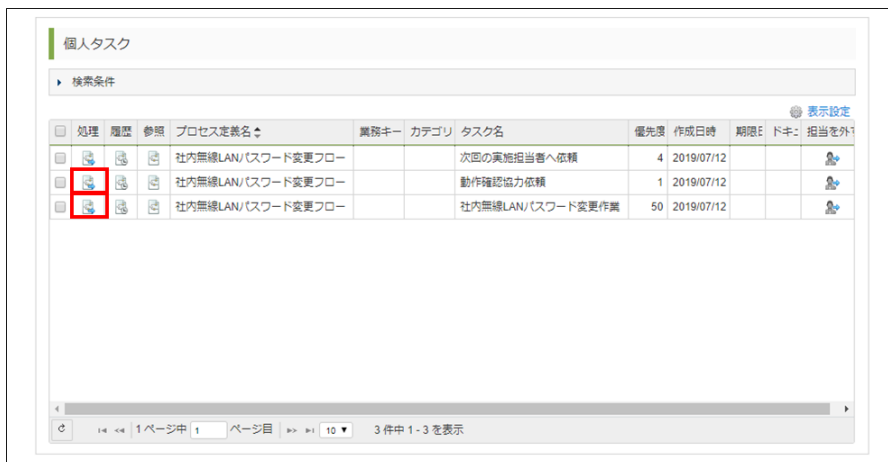 個人タスク
検索条件
表示設定
処理 履歴 参照 プロセス定義名 業務キー カテゴリ タスク名 優先度 作成日時 期限日 ドキュ 担当を外す
社内無線LANパスワード変更フロー 次回の実施担当者へ依頼 4 2019/07/12
社内無線LANパスワード変更フロー 動作確認協力依頼 1 2019/07/12
社内無線LANパスワード変更フロー 社内無線LANパスワード変更作業 50 2019/07/12
1 ページ中 1 ページ目 10 3 件中 1 - 3 を表示